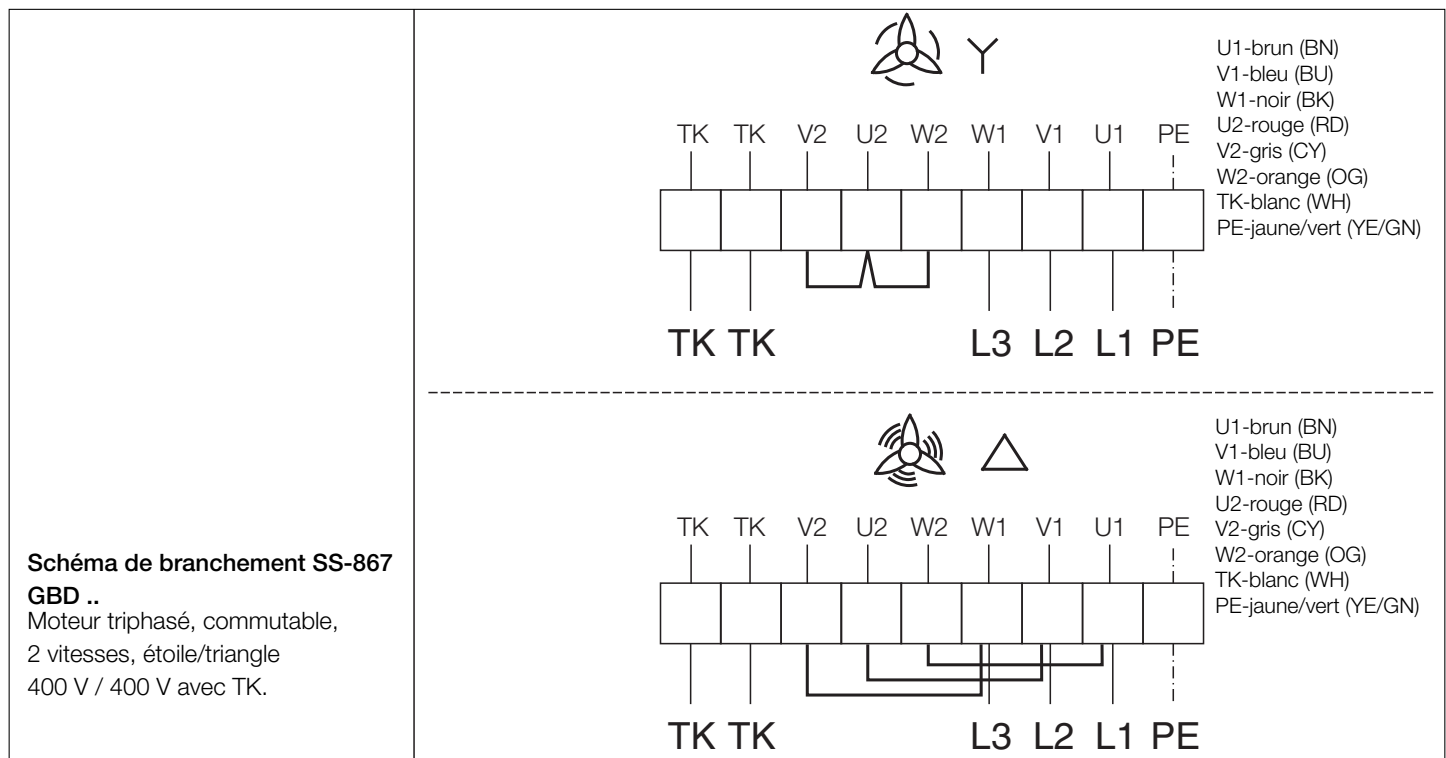 U1-brun (BN)
V1-bleu (BU)
W1-noir (BK)
U2-rouge (RD)
V2-gris (CY)
W2-orange (OG)
TK-blanc (WH)
PE-jaune/vert (YE/GN)
TK TK V2 U2 W2 W1 V1 U1 PE
TK TK L3 L2 L1 PE
U1-brun (BN)
V1-bleu (BU)
W1-noir (BK)
U2-rouge (RD)
V2-gris (CY)
W2-orange (OG)
TK-blanc (WH)
PE-jaune/vert (YE/GN)
TK TK V2 U2 W2 W1 V1 U1 PE
TK TK L3 L2 L1 PE
Schéma de branchement SS-867
GBD ..
Moteur triphasé, commutable,
2 vitesses, étoile/triangle
400 V / 400 V avec TK.